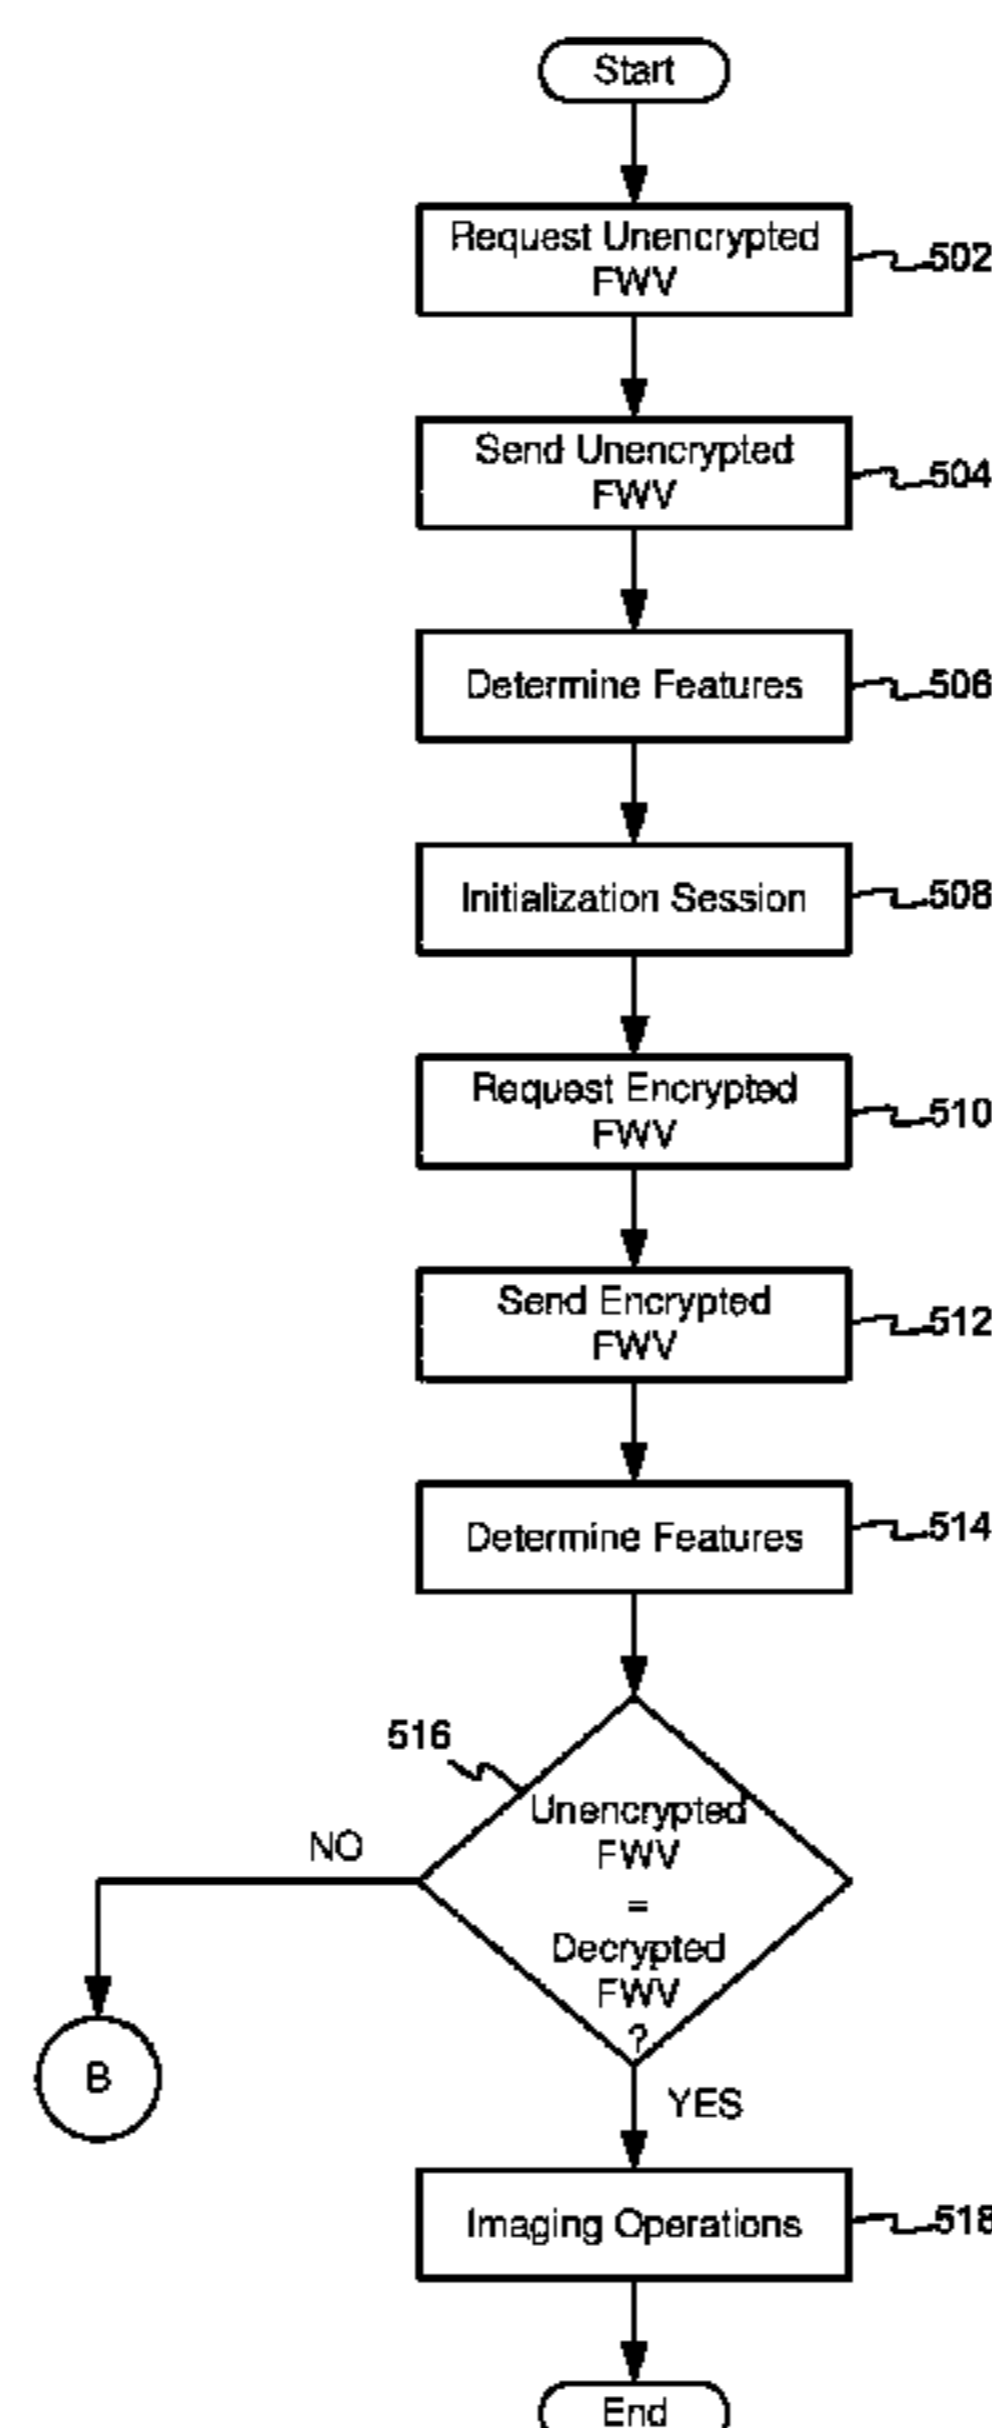 Start
Request Unencrypted
FWV
502
Send Unencrypted
FWV
504
Determine Features
506
Initialization Session
508
Request Encrypted
FWV
510
Send Encrypted
FWV
512
Determine Features
514
516
Unencrypted
FWV
=
Decrypted
FWV
?
NO
B
YES
Imaging Operations
518
End